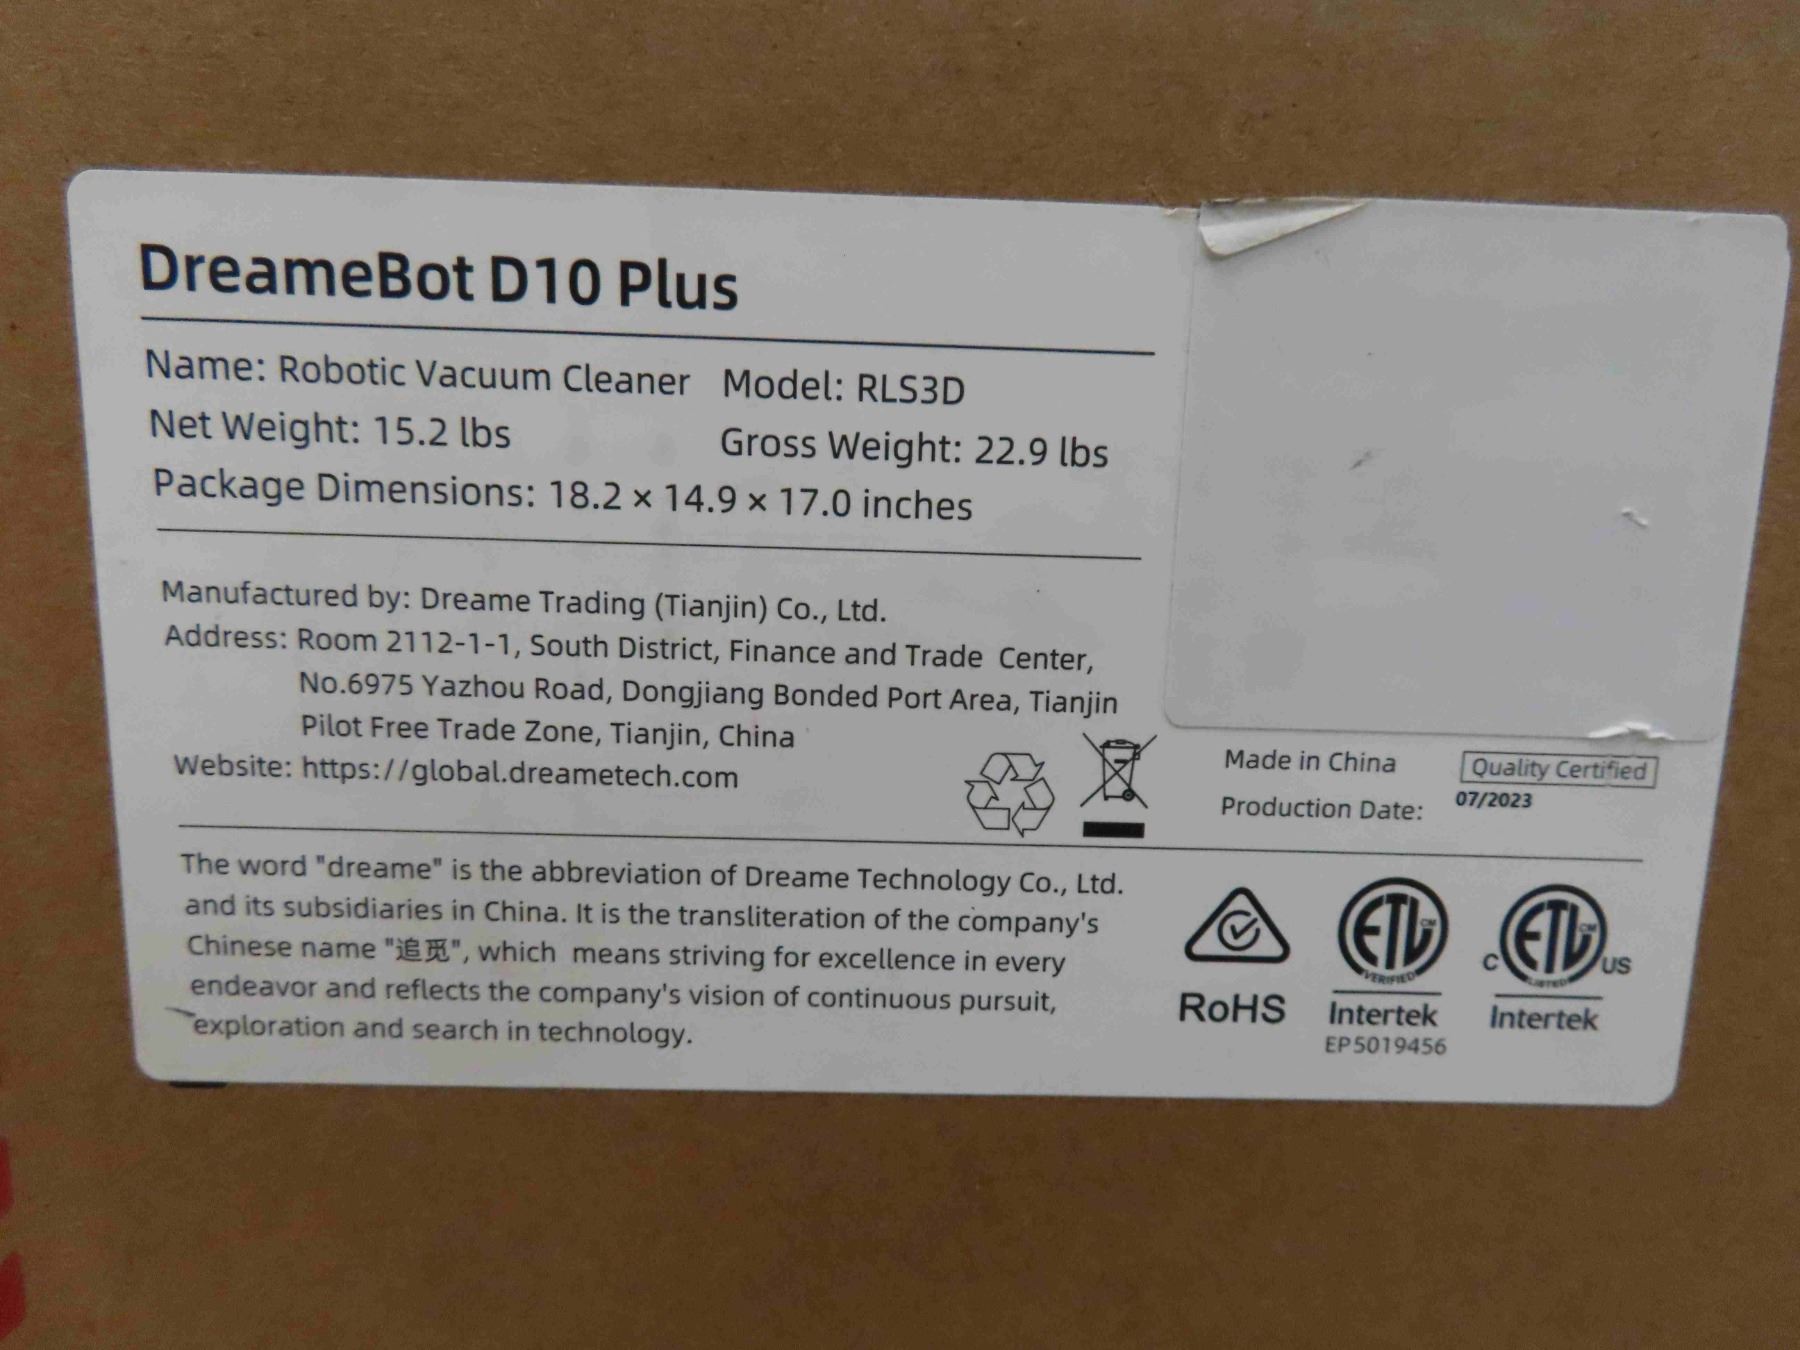 DreameBot D10 Plus
Name: Robotic Vacuum Cleaner Model: RLS3D
Net Weight: 15.2 lbs Gross Weight: 22.9 lbs
Package Dimensions: 18.2 × 14.9 × 17.0 inches
Manufactured by: Dreame Trading (Tianjin) Co., Ltd.
Address: Room 2112-1-1, South District, Finance and Trade Center,
No.6975 Yazhou Road, Dongjiang Bonded Port Area, Tianjin
Pilot Free Trade Zone, Tianjin, China
Website: https://global.dreametech.com
Made in China Quality Certified
Production Date: 07/2023
The word "dreame" is the abbreviation of Dreame Technology Co., Ltd.
and its subsidiaries in China. It is the transliteration of the company's
Chinese name "追觅", which means striving for excellence in every
endeavor and reflects the company's vision of continuous pursuit,
exploration and search in technology.
RoHS
ETL CM
VERIFIED
Intertek
EP5019456
C ETL CM US
LISTED
Intertek